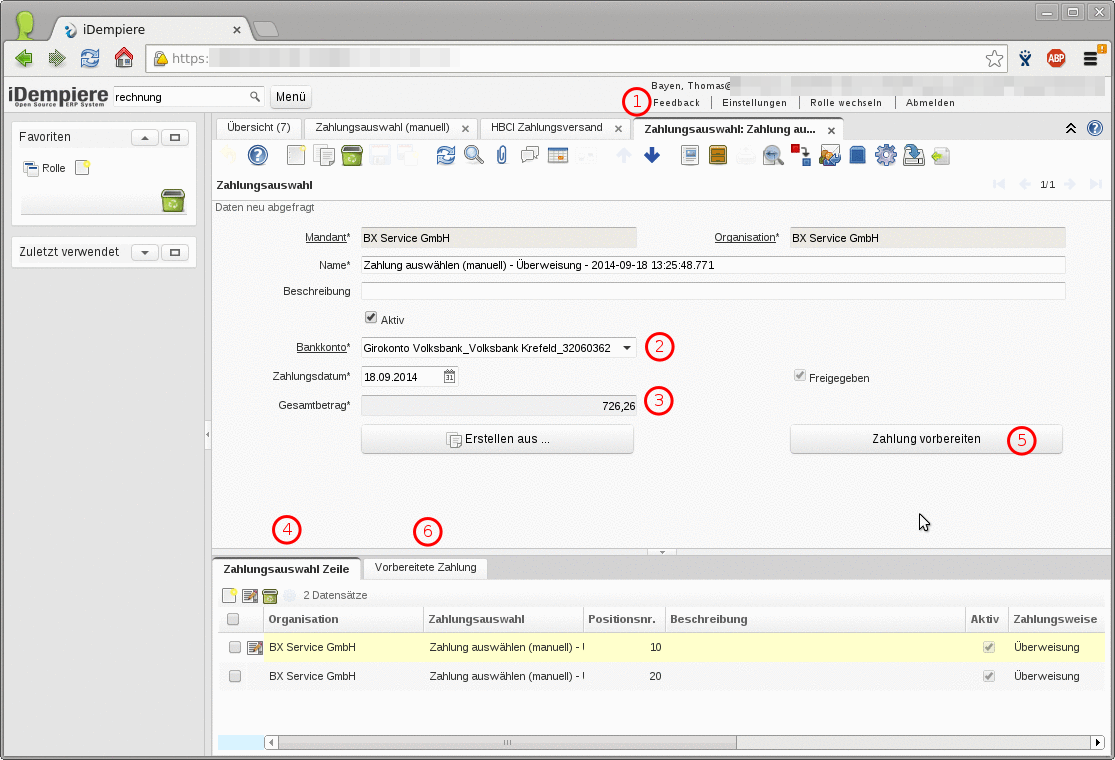 iDempiere
https:
ABP
iDempiere
Open Source ERP System
rechnung
Menü
Bayen, Thomas@
1
Feedback Einstellungen Rolle wechseln Abmelden
Favoriten
Rolle
Zuletzt verwendet
Übersicht (7) Zahlungsauswahl (manuell) HBCI Zahlungsversand Zahlungsauswahl: Zahlung au...
Zahlungsauswahl
1/1
Daten neu abgefragt
Mandant* BX Service GmbH Organisation* BX Service GmbH
Name* Zahlung auswählen (manuell) - Überweisung - 2014-09-18 13:25:48.771
Beschreibung
Aktiv
Bankkonto* Girokonto Volksbank_Volksbank Krefeld_32060362 2
Zahlungsdatum* 18.09.2014 31 Freigegeben
Gesamtbetrag* 726,26 3
Erstellen aus ... Zahlung vorbereiten 5
4 6
Zahlungsauswahl Zeile Vorbereitete Zahlung
2 Datensätze
Organisation Zahlungsauswahl Positionsnr. Beschreibung Aktiv Zahlungsweise
BX Service GmbH Zahlung auswählen (manuell) - 10 Überweisung
BX Service GmbH Zahlung auswählen (manuell) - 20 Überweisung